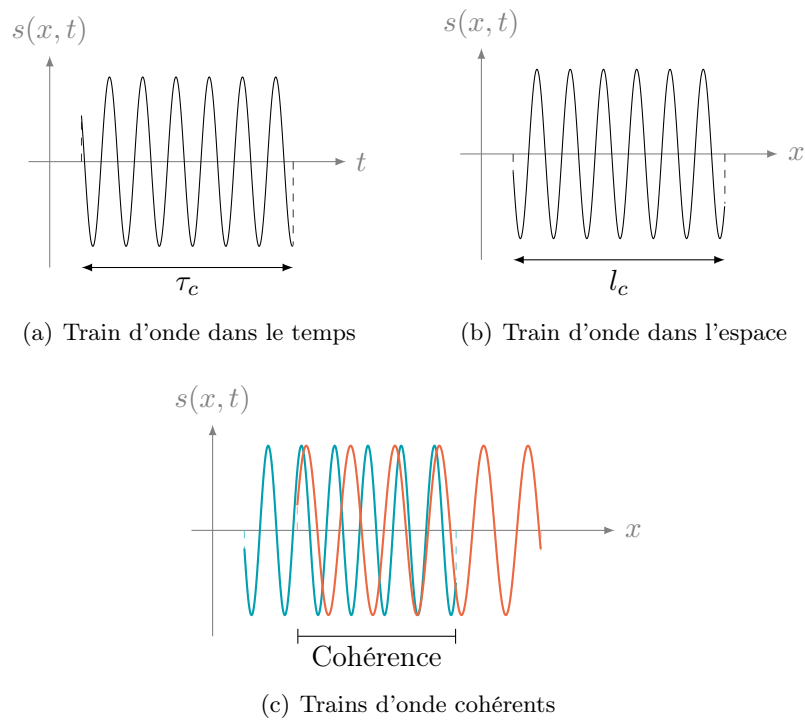 s(x, t)
t
τc
(a) Train d'onde dans le temps
s(x, t)
x
lc
(b) Train d'onde dans l'espace
s(x, t)
x
Cohérence
(c) Trains d'onde cohérents